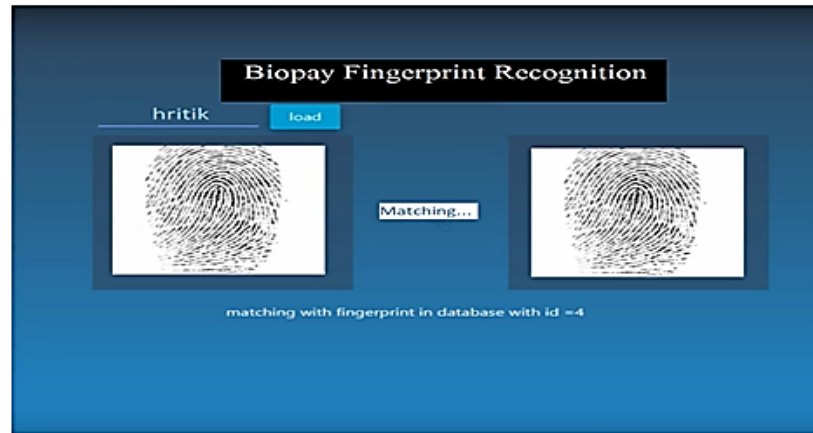 Biopay Fingerprint Recognition
hritik
load
Matching...
matching with fingerprint in database with id =4